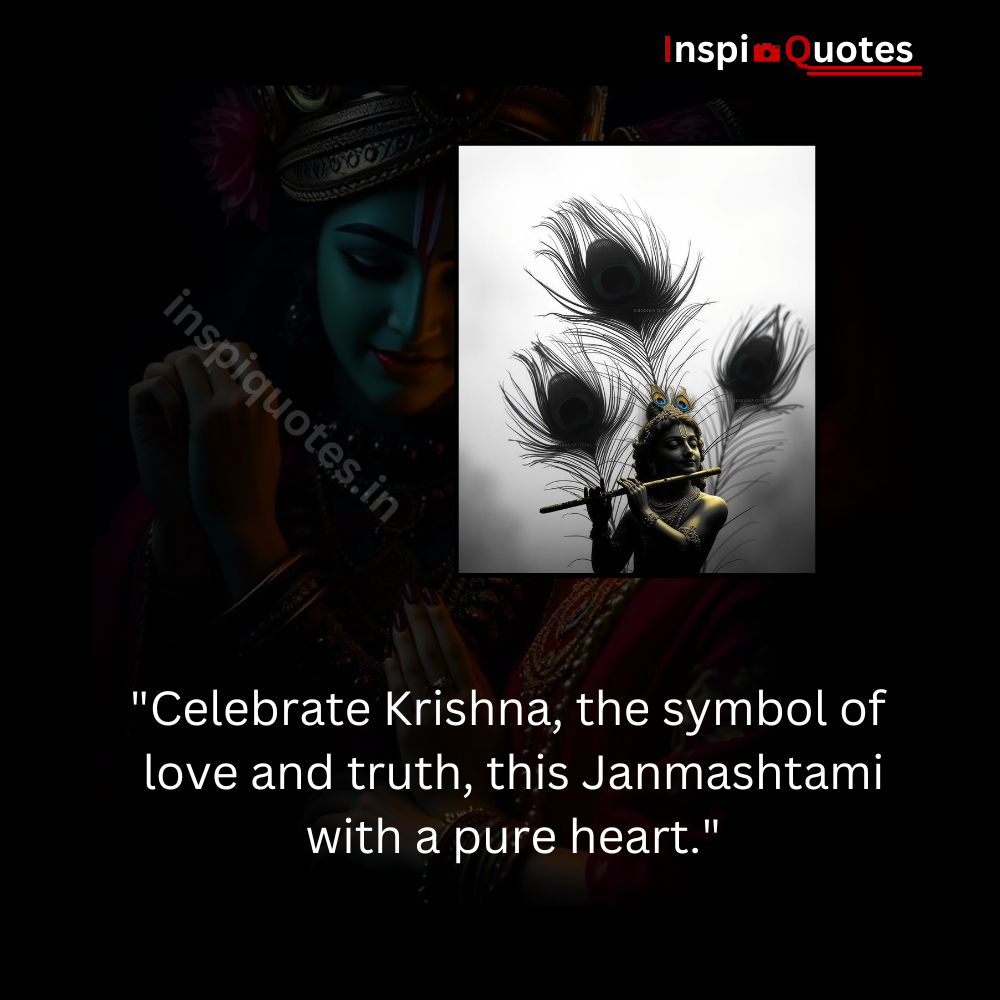 Inspi Quotes
inspiquotes.in
"Celebrate Krishna, the symbol of
love and truth, this Janmashtami
with a pure heart."